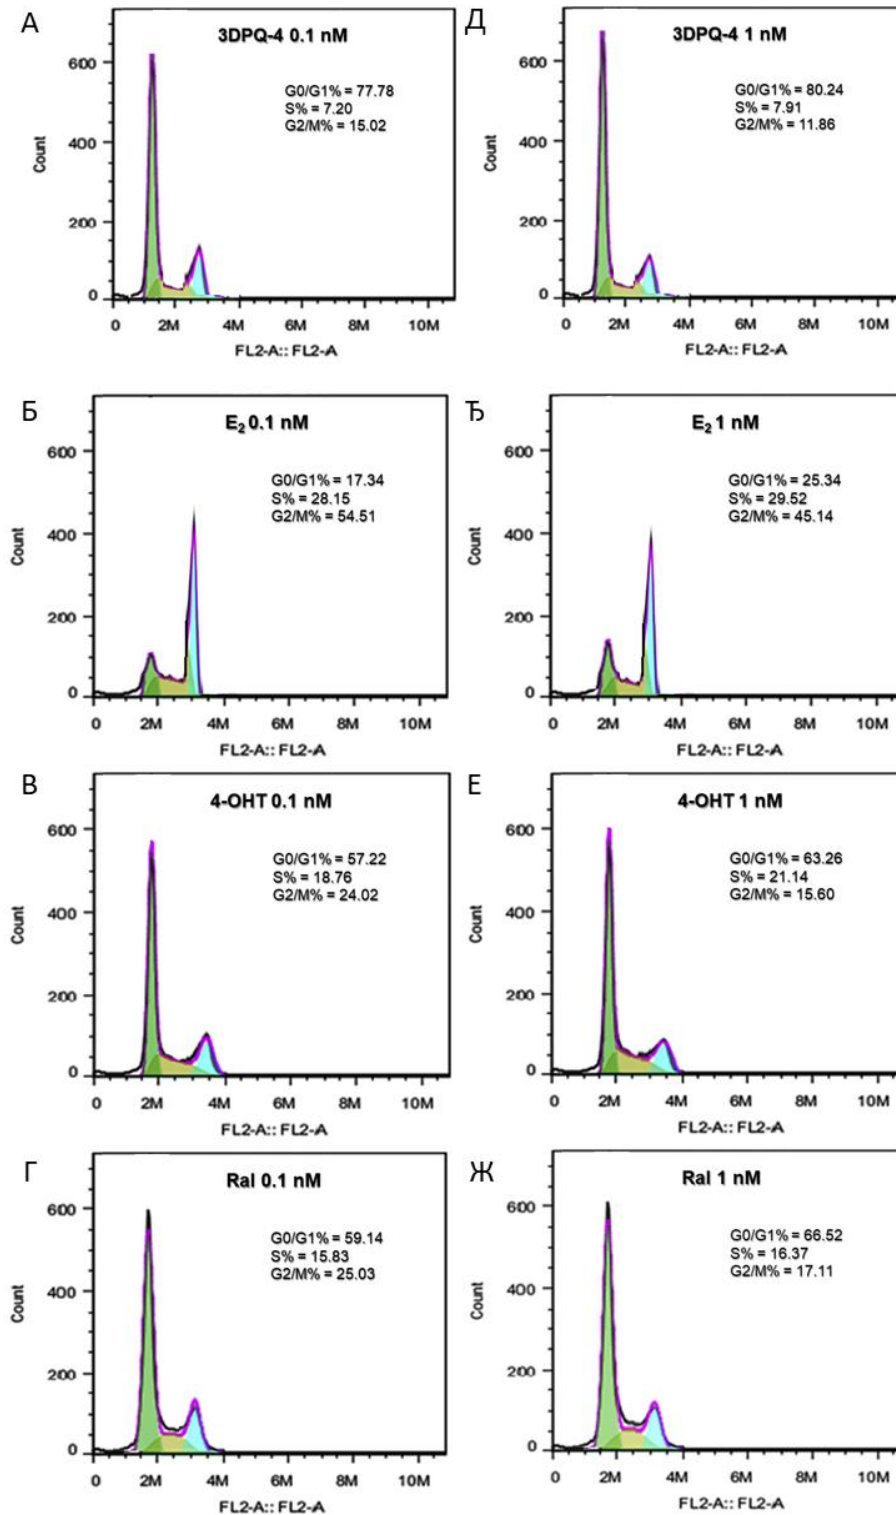 А
3DPQ-4 0.1 nM
G0/G1% = 77.78
S% = 7.20
G2/M% = 15.02
Count
600
400
200
0
0 2M 4M 6M 8M 10M
FL2-A:: FL2-A
Д
3DPQ-4 1 nM
G0/G1% = 80.24
S% = 7.91
G2/M% = 11.86
Count
600
400
200
0
0 2M 4M 6M 8M 10M
FL2-A:: FL2-A
Б
E₂ 0.1 nM
G0/G1% = 17.34
S% = 28.15
G2/M% = 54.51
Count
600
400
200
0
0 2M 4M 6M 8M 10M
FL2-A:: FL2-A
Ђ
E₂ 1 nM
G0/G1% = 25.34
S% = 29.52
G2/M% = 45.14
Count
600
400
200
0
0 2M 4M 6M 8M 10M
FL2-A:: FL2-A
В
4-OHT 0.1 nM
G0/G1% = 57.22
S% = 18.76
G2/M% = 24.02
Count
600
400
200
0
0 2M 4M 6M 8M 10M
FL2-A:: FL2-A
Е
4-OHT 1 nM
G0/G1% = 63.26
S% = 21.14
G2/M% = 15.60
Count
600
400
200
0
0 2M 4M 6M 8M 10M
FL2-A:: FL2-A
Г
Ral 0.1 nM
G0/G1% = 59.14
S% = 15.83
G2/M% = 25.03
Count
600
400
200
0
0 2M 4M 6M 8M 10M
FL2-A:: FL2-A
Ж
Ral 1 nM
G0/G1% = 66.52
S% = 16.37
G2/M% = 17.11
Count
600
400
200
0
0 2M 4M 6M 8M 10M
FL2-A:: FL2-A